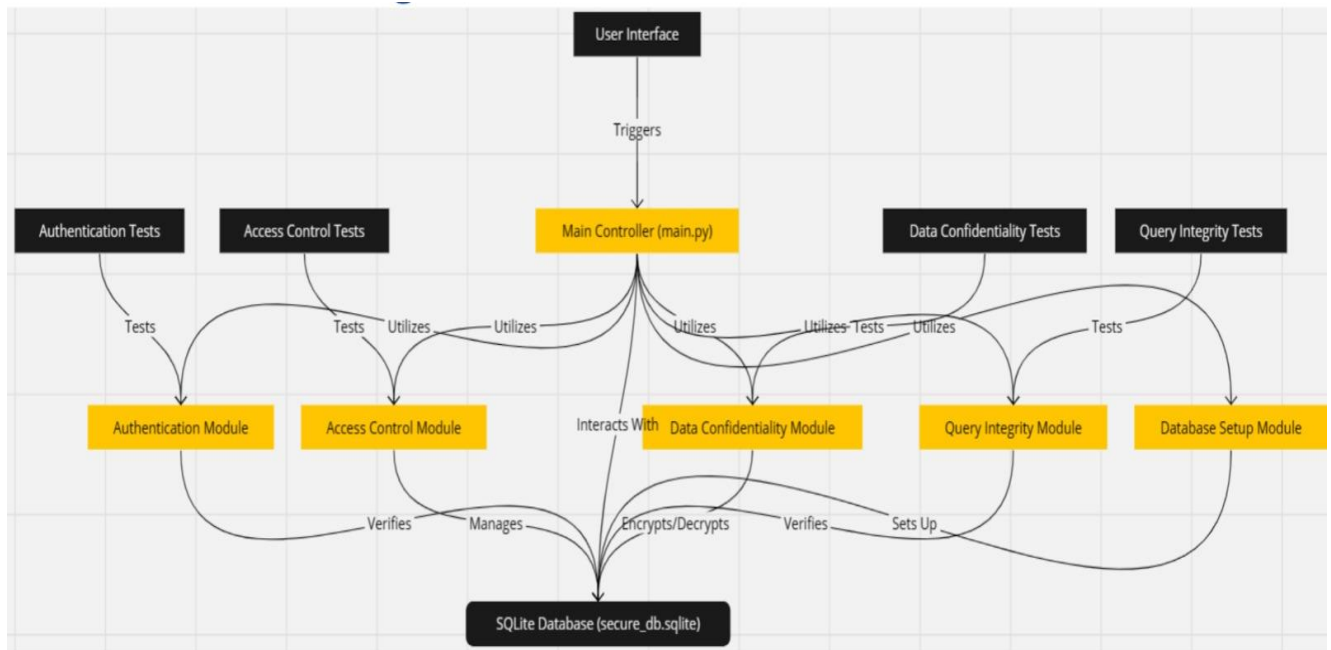 User Interface
Triggers
Authentication Tests
Access Control Tests
Main Controller (main.py)
Data Confidentiality Tests
Query Integrity Tests
Tests
Tests
Utilizes
Utilizes
Utilizes
Utilizes
Tests
Utilizes
Tests
Authentication Module
Access Control Module
Interacts With
Data Confidentiality Module
Query Integrity Module
Database Setup Module
Verifies
Manages
Encrypts/Decrypts
Verifies
Sets Up
SQLite Database (secure_db.sqlite)